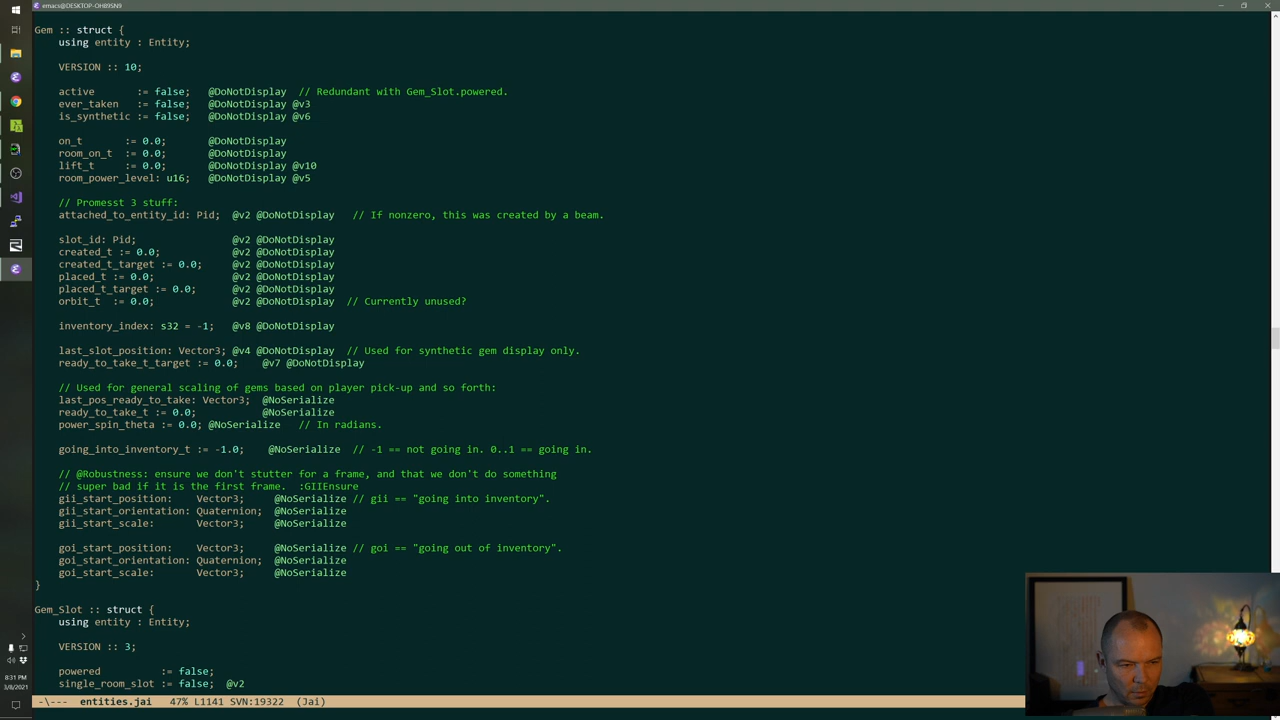 emacs@DESKTOP-OH89SN9
Gem :: struct {
using entity : Entity;
VERSION :: 10;
active := false; @DoNotDisplay // Redundant with Gem_Slot.powered.
ever_taken := false; @DoNotDisplay @v3
is_synthetic := false; @DoNotDisplay @v6
on_t := 0.0; @DoNotDisplay
room_on_t := 0.0; @DoNotDisplay
lift_t := 0.0; @DoNotDisplay @v10
room_power_level: u16; @DoNotDisplay @v5
// Promesst 3 stuff:
attached_to_entity_id: Pid; @v2 @DoNotDisplay // If nonzero, this was created by a beam.
slot_id: Pid; @v2 @DoNotDisplay
created_t := 0.0; @v2 @DoNotDisplay
created_t_target := 0.0; @v2 @DoNotDisplay
placed_t := 0.0; @v2 @DoNotDisplay
placed_t_target := 0.0; @v2 @DoNotDisplay
orbit_t := 0.0; @v2 @DoNotDisplay // Currently unused?
inventory_index: s32 = -1; @v8 @DoNotDisplay
last_slot_position: Vector3; @v4 @DoNotDisplay // Used for synthetic gem display only.
ready_to_take_t_target := 0.0; @v7 @DoNotDisplay
// Used for general scaling of gems based on player pick-up and so forth:
last_pos_ready_to_take: Vector3; @NoSerialize
ready_to_take_t := 0.0; @NoSerialize
power_spin_theta := 0.0; @NoSerialize // In radians.
going_into_inventory_t := -1.0; @NoSerialize // -1 == not going in. 0..1 == going in.
// @Robustness: ensure we don't stutter for a frame, and that we don't do something
// super bad if it is the first frame. :GIIEnsure
gii_start_position: Vector3; @NoSerialize // gii == "going into inventory".
gii_start_orientation: Quaternion; @NoSerialize
gii_start_scale: Vector3; @NoSerialize
goi_start_position: Vector3; @NoSerialize // goi == "going out of inventory".
goi_start_orientation: Quaternion; @NoSerialize
goi_start_scale: Vector3; @NoSerialize
}
Gem_Slot :: struct {
using entity : Entity;
VERSION :: 3;
powered := false;
single_room_slot := false; @v2
-\--- entities.jai 47% L1141 SVN:19322 (Jai)
8:31 PM
3/8/2021